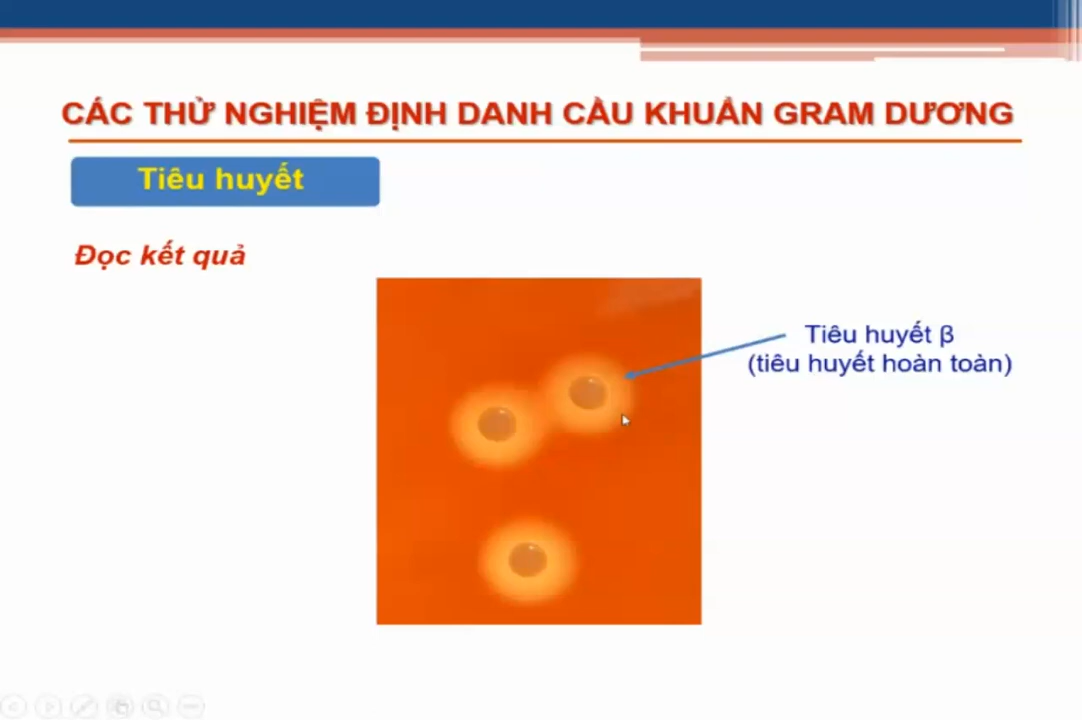 CÁC THỬ NGHIỆM ĐỊNH DANH CẦU KHUẨN GRAM DƯƠNG
Tiêu huyết
Đọc kết quả
Tiêu huyết β
(tiêu huyết hoàn toàn)